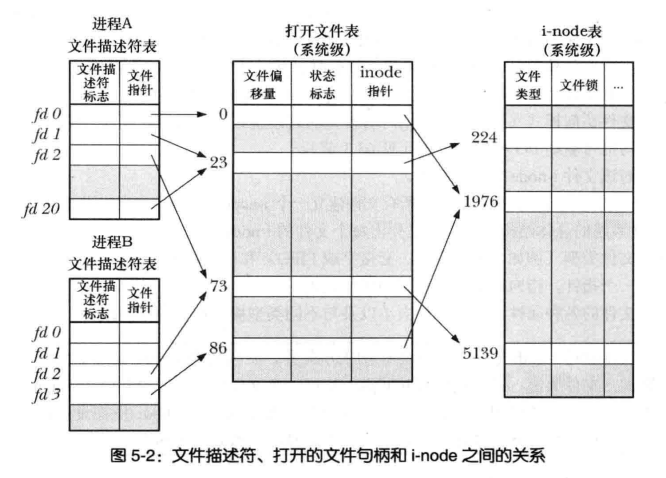 进程A
文件描述符表
文件描
述符
标志
文件
指针
fd 0
fd 1
fd 2
fd 20
进程B
文件描述符表
文件描
述符
标志
文件
指针
fd 0
fd 1
fd 2
fd 3
打开文件表
(系统级)
文件偏
移量
状态
标志
inode
指针
0
23
73
86
i-node表
(系统级)
文件
类型
文件锁
...
224
1976
5139
图 5-2：文件描述符、打开的文件句柄和 i-node 之间的关系